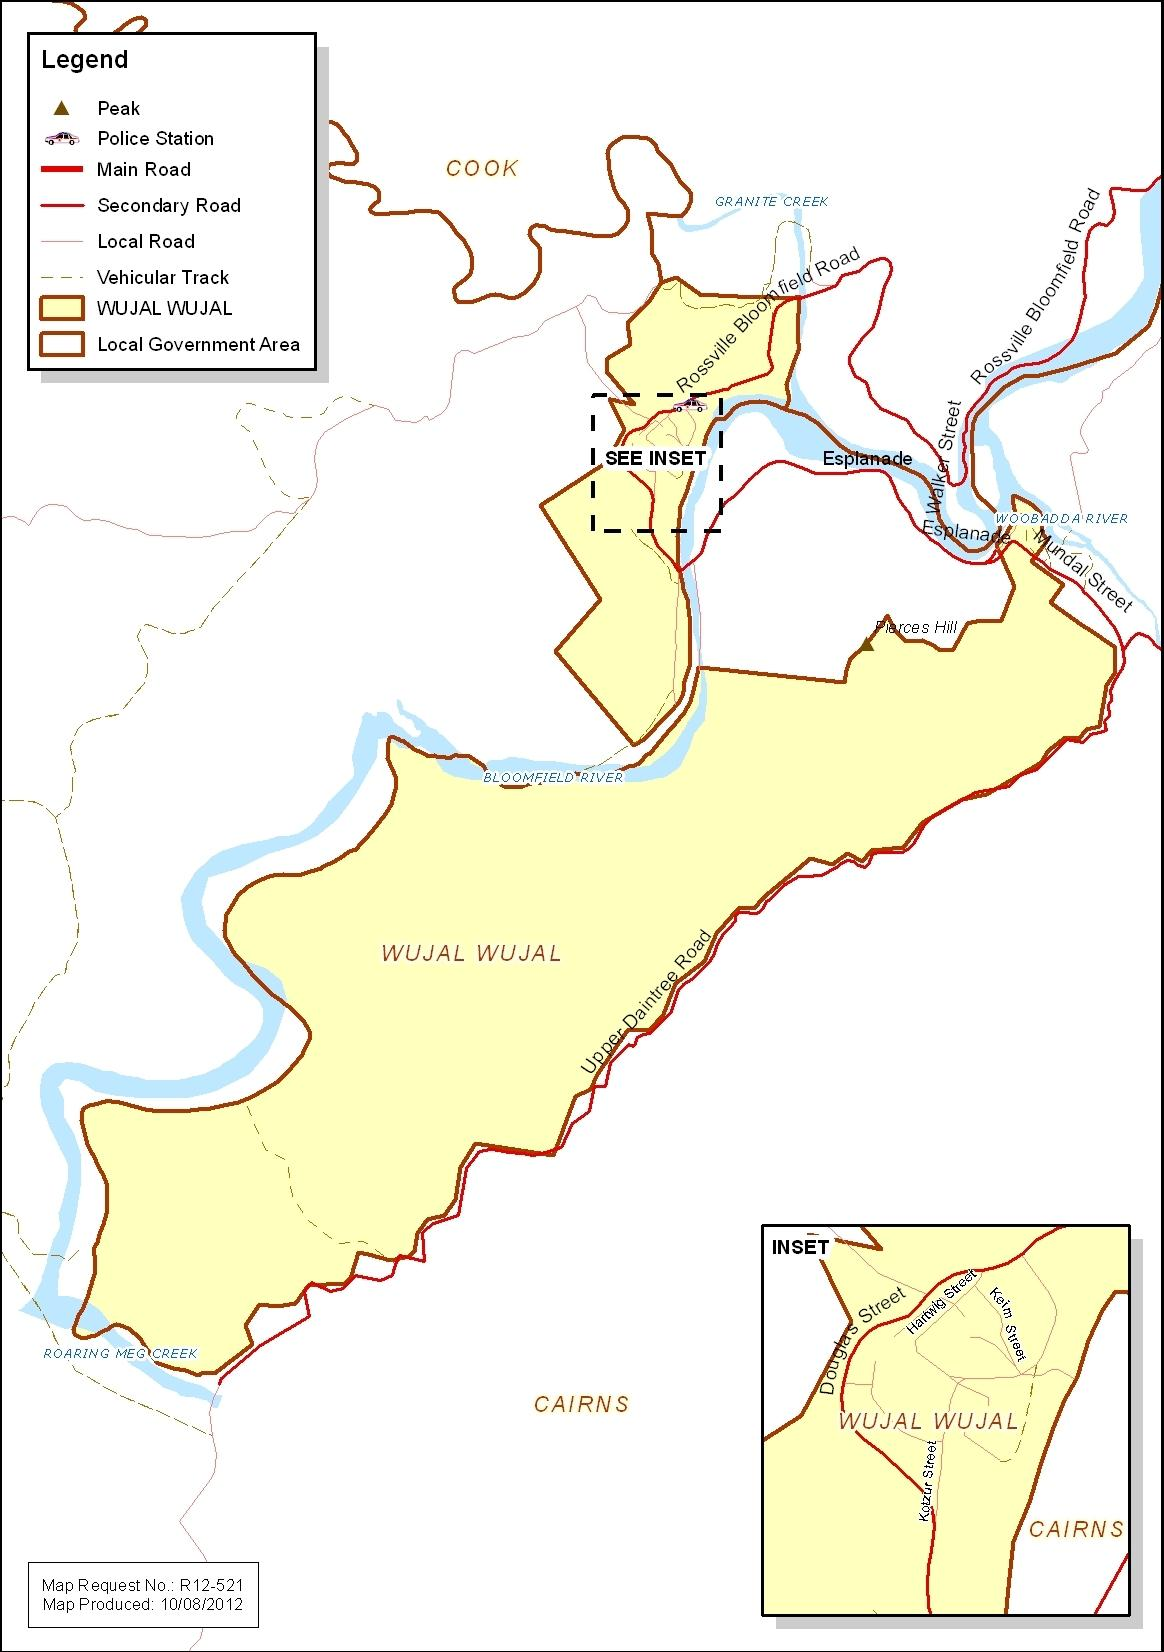 Legend
Peak
Police Station
Main Road
Secondary Road
Local Road
Vehicular Track
WUJAL WUJAL
Local Government Area
COOK
GRANITE CREEK
Rossville Bloomfield Road
Rossville Bloomfield Road
SEE INSET
Esplanade
Walker Street
Esplanade
WOOBADDA RIVER
Mundal Street
Pierces Hill
BLOOMFIELD RIVER
WUJAL WUJAL
Upper Daintree Road
ROARING MEG CREEK
CAIRNS
INSET
Douglas Street
Hartwig Street
Keim Street
WUJAL WUJAL
Kotzur Street
CAIRNS
Map Request No.: R12-521
Map Produced: 10/08/2012